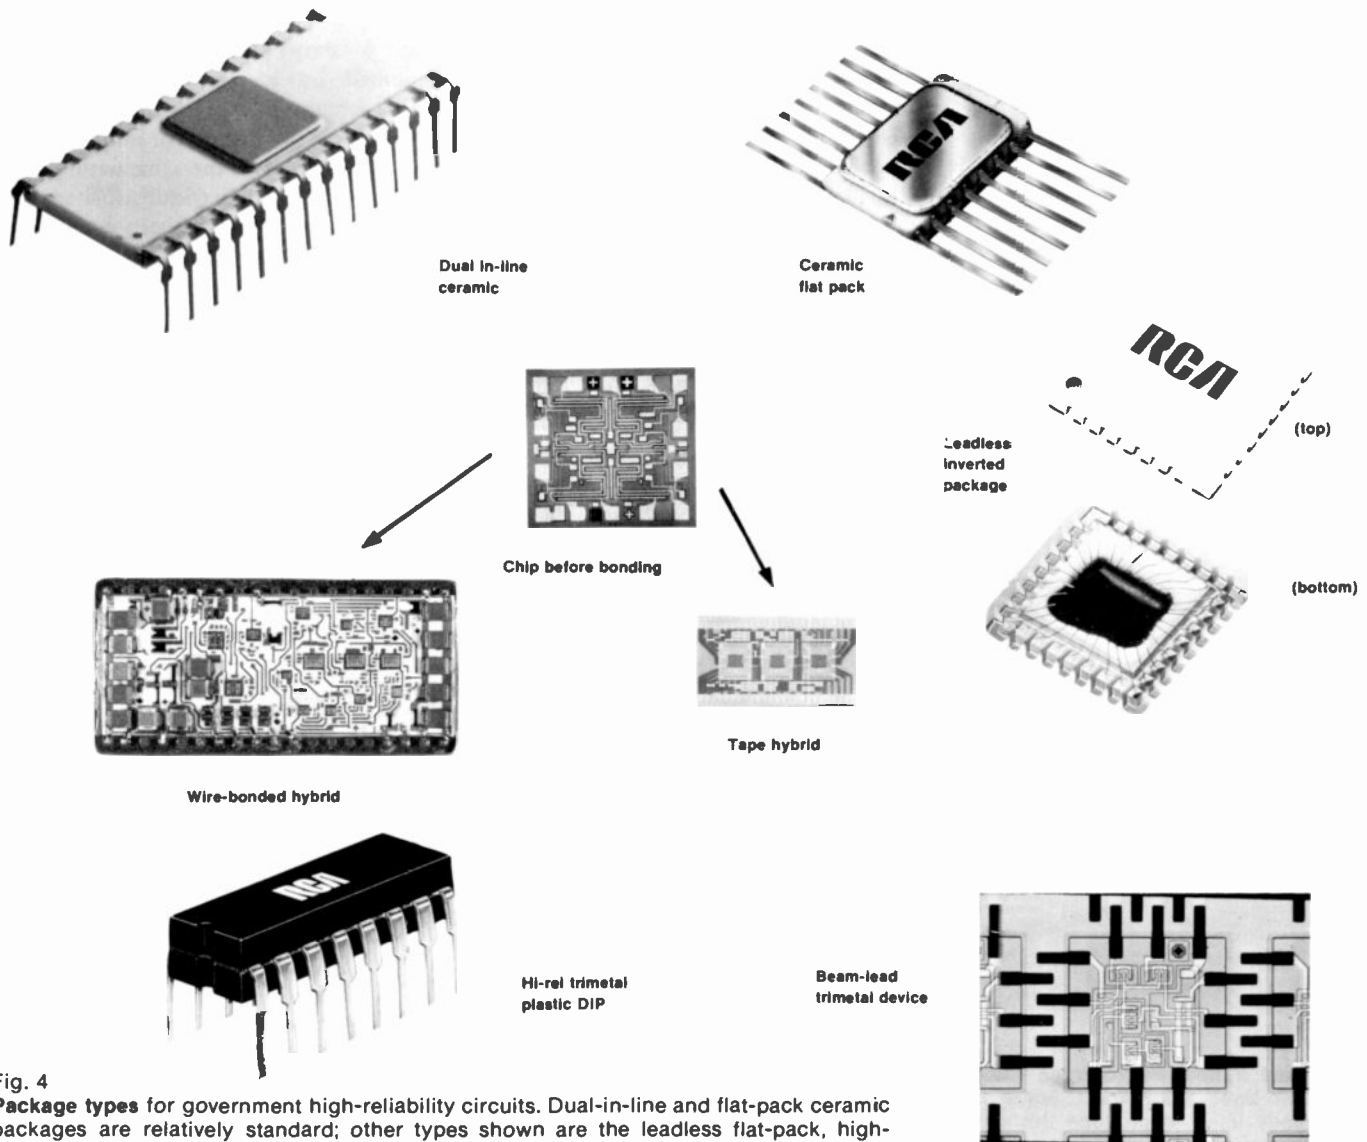 RCA
Dual in-line
ceramic
Ceramic
flat pack
RCA
(top)
Leadless
inverted
package
Chip before bonding
(bottom)
Tape hybrid
Wire-bonded hybrid
RCA
Hi-rel trimetal
plastic DIP
Beam-lead
trimetal device
Fig. 4
Package types for government high-reliability circuits. Dual-in-line and flat-pack ceramic
packages are relatively standard; other types shown are the leadless flat-pack, high-